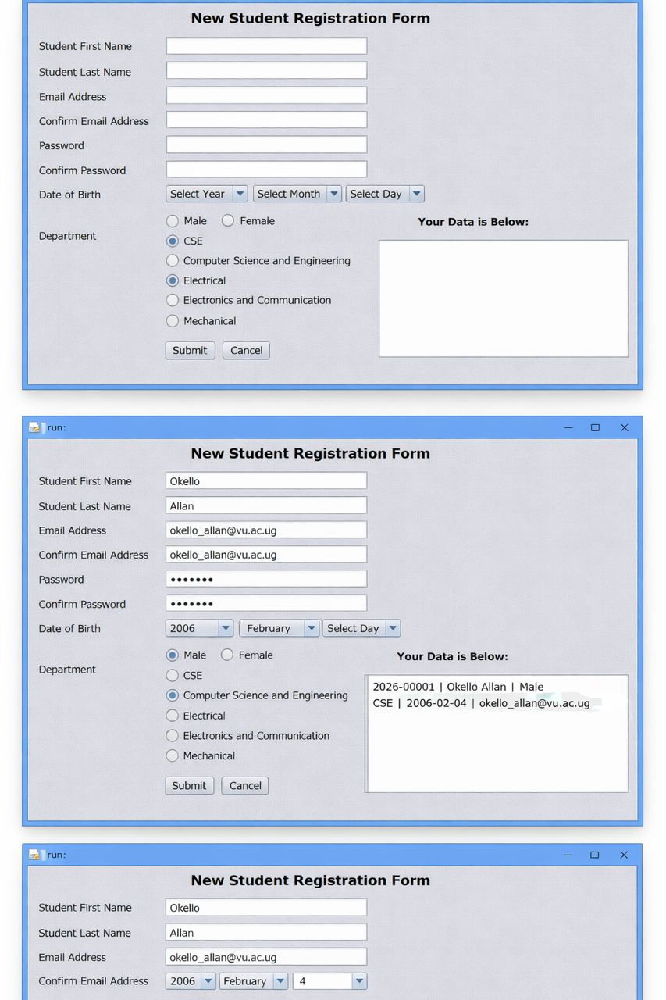 New Student Registration Form
Student First Name
Student Last Name
Email Address
Confirm Email Address
Password
Confirm Password
Date of Birth Select Year Select Month Select Day
Male Female Your Data is Below:
Department
CSE
Computer Science and Engineering
Electrical
Electronics and Communication
Mechanical
Submit Cancel
run:
New Student Registration Form
Student First Name Okello
Student Last Name Allan
Email Address okello_allan@vu.ac.ug
Confirm Email Address okello_allan@vu.ac.ug
Password •••••••
Confirm Password •••••••
Date of Birth 2006 February Select Day
Male Female Your Data is Below:
Department
CSE
2026-00001 | Okello Allan | Male
Computer Science and Engineering
CSE | 2006-02-04 | okello_allan@vu.ac.ug
Electrical
Electronics and Communication
Mechanical
Submit Cancel
run:
New Student Registration Form
Student First Name Okello
Student Last Name Allan
Email Address okello_allan@vu.ac.ug
Confirm Email Address 2006 February 4